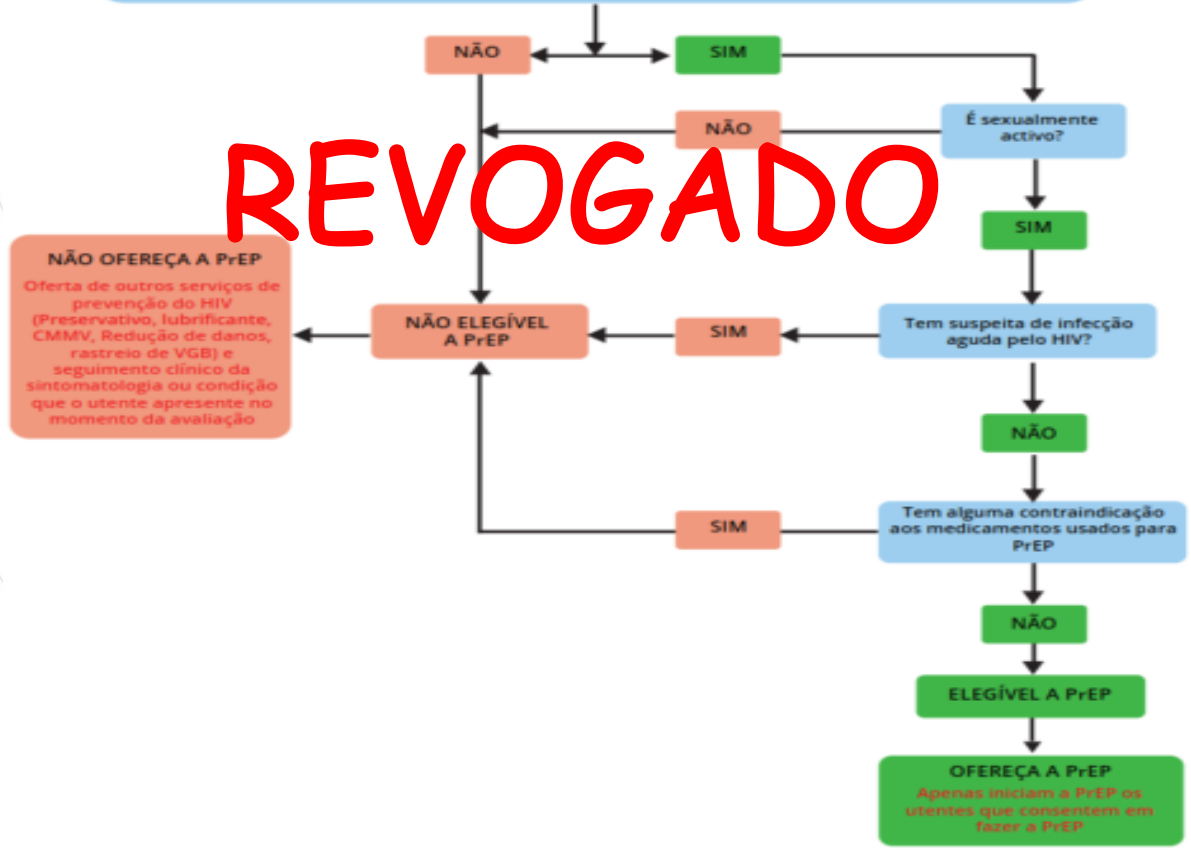 NÃO
SIM
É sexualmente
activo?
NÃO
REVOGADO
SIM
NÃO OFEREÇA A PrEP
Oferta de outros serviços de
prevenção do HIV
(Preservativo, lubrificante,
CMMV, Redução de danos,
rastreio de VGB) e
seguimento clínico da
sintomatologia ou condição
que o utente apresente no
momento da avaliação
NÃO ELEGÍVEL
A PrEP
SIM
Tem suspeita de infecção
aguda pelo HIV?
NÃO
SIM
Tem alguma contraindicação
aos medicamentos usados para
PrEP
NÃO
ELEGÍVEL A PrEP
OFEREÇA A PrEP
Apenas iniciam a PrEP os
utentes que consentem em
fazer a PrEP